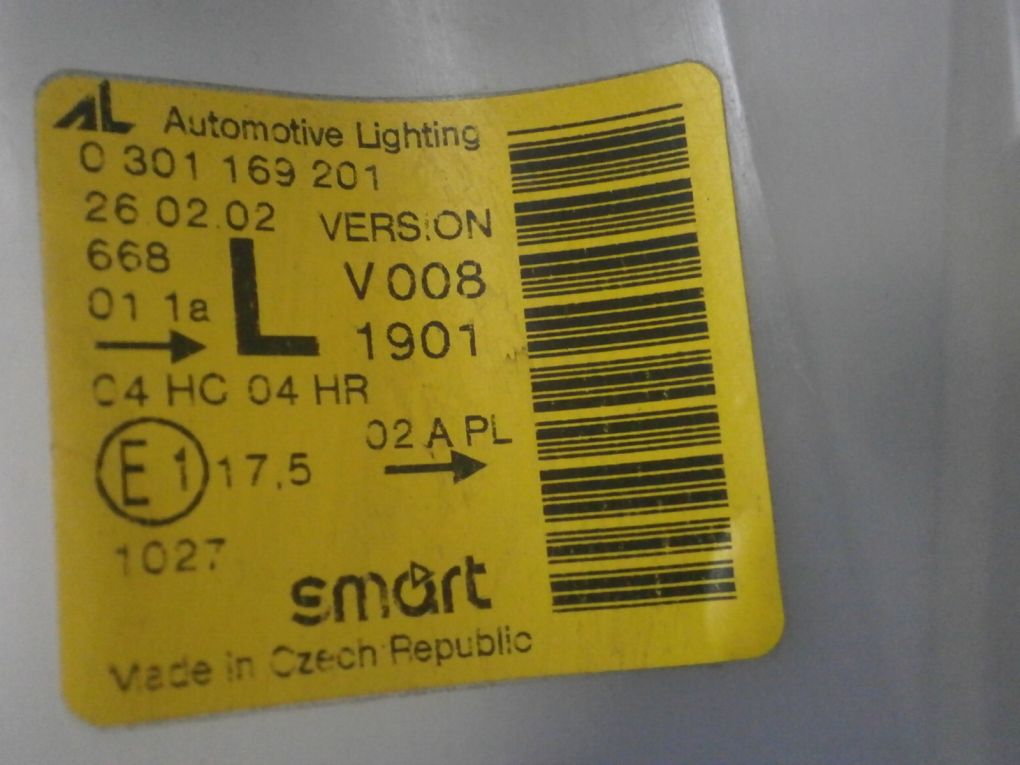 AL Automotive Lighting
0 301 169 201
26.02.02 VERSION
668 L V008
01 1a 1901
04 HC 04 HR
02 A PL
E1 17,5
1027
smart
Made in Czech Republic